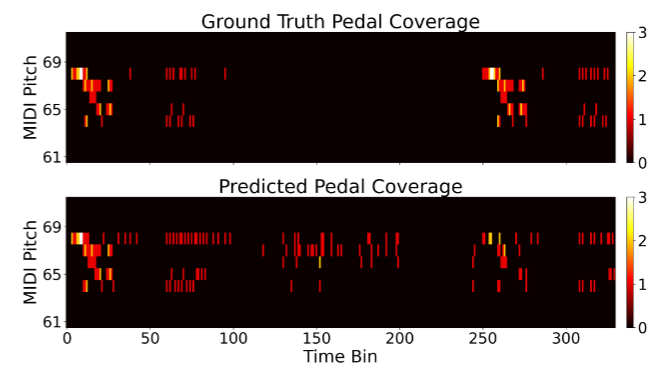 Ground Truth Pedal Coverage
MIDI Pitch
69
65
61
3
2
1
0
Predicted Pedal Coverage
MIDI Pitch
69
65
61
3
2
1
0
0 50 100 150 200 250 300
Time Bin